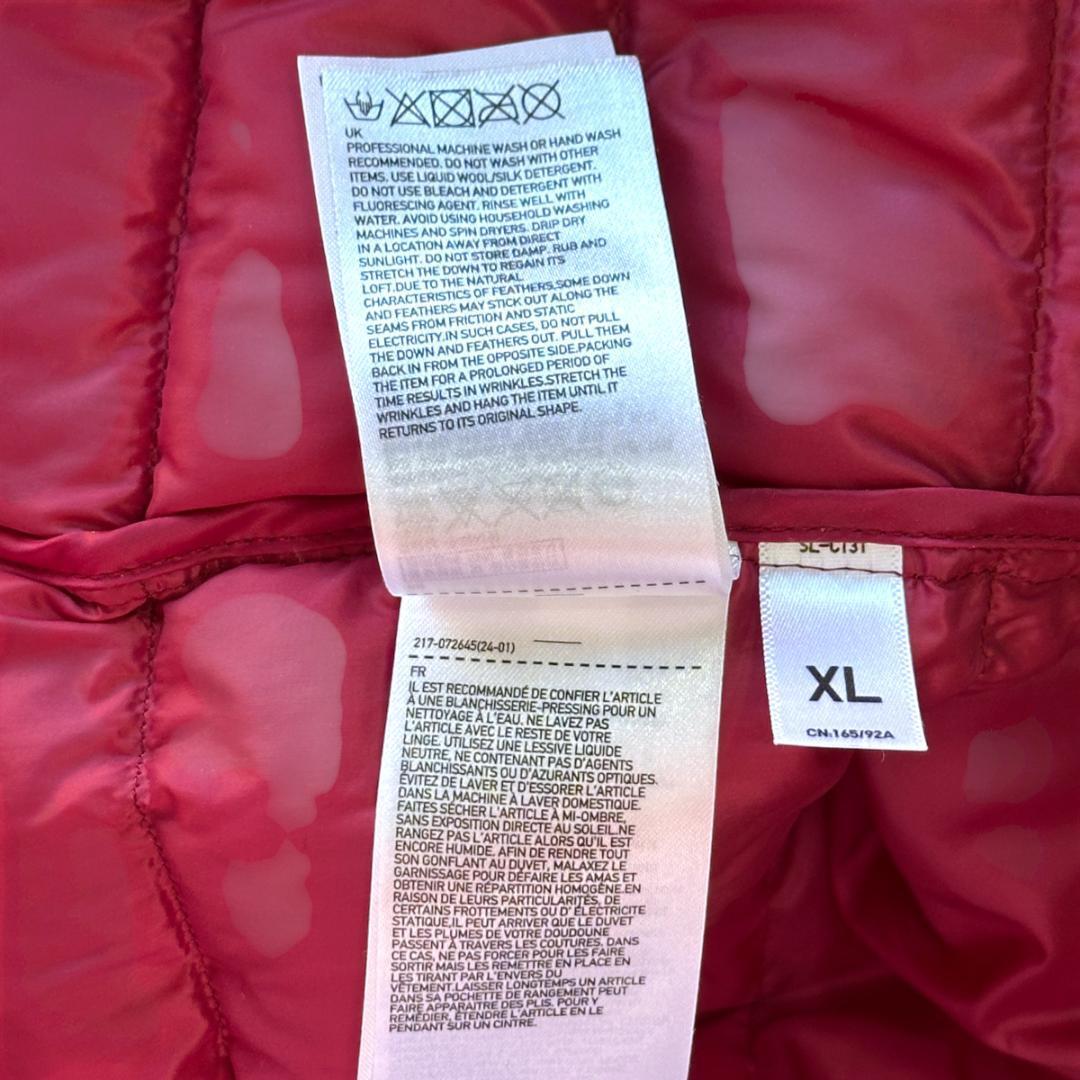 UK
PROFESSIONAL MACHINE WASH OR HAND WASH
RECOMMENDED. DO NOT WASH WITH OTHER
ITEMS. USE LIQUID WOOL/SILK DETERGENT.
DO NOT USE BLEACH AND DETERGENT WITH
FLUORESCING AGENT. RINSE WELL WITH
WATER. AVOID USING HOUSEHOLD WASHING
MACHINES AND SPIN DRYERS. DRIP DRY
IN A LOCATION AWAY FROM DIRECT
SUNLIGHT. DO NOT STORE DAMP. RUB AND
STRETCH THE DOWN TO REGAIN ITS
LOFT.DUE TO THE NATURAL
CHARACTERISTICS OF FEATHERS.SOME DOWN
AND FEATHERS MAY STICK OUT ALONG THE
SEAMS FROM FRICTION AND STATIC
ELECTRICITY.IN SUCH CASES, DO NOT PULL
THE DOWN AND FEATHERS OUT. PULL THEM
BACK IN FROM THE OPPOSITE SIDE.PACKING
THE ITEM FOR A PROLONGED PERIOD OF
TIME RESULTS IN WRINKLES.STRETCH THE
WRINKLES AND HANG THE ITEM UNTIL IT
RETURNS TO ITS ORIGINAL SHAPE.
217-072645(24-01)
FR
IL EST RECOMMANDÉ DE CONFIER L'ARTICLE
À UNE BLANCHISSERIE-PRESSING POUR UN
NETTOYAGE À L'EAU. NE LAVEZ PAS
L'ARTICLE AVEC LE RESTE DE VOTRE
LINGE. UTILISEZ UNE LESSIVE LIQUIDE
NEUTRE, NE CONTENANT PAS D'AGENTS
BLANCHISSANTS OU D'AZURANTS OPTIQUES.
ÉVITEZ DE LAVER ET D'ESSORER L'ARTICLE
DANS LA MACHINE À LAVER DOMESTIQUE.
FAITES SÉCHER L'ARTICLE À MI-OMBRE,
SANS EXPOSITION DIRECTE AU SOLEIL.NE
RANGEZ PAS L'ARTICLE ALORS QU'IL EST
ENCORE HUMIDE. AFIN DE RENDRE TOUT
SON GONFLANT AU DUVET, MALAXEZ LE
GARNISSAGE POUR DÉFAIRE LES AMAS ET
OBTENIR UNE RÉPARTITION HOMOGÈNE.EN
RAISON DE LEURS PARTICULARITÉS, DE
CERTAINS FROTTEMENTS OU D' ÉLECTRICITE
STATIQUE,IL PEUT ARRIVER QUE LE DUVET
ET LES PLUMES DE VOTRE DOUDOUNE
PASSENT À TRAVERS LES COUTURES. DANS
CE CAS, NE PAS FORCER POUR LES FAIRE
SORTIR MAIS LES REMETTRE EN PLACE EN
LES TIRANT PAR L'ENVERS DU
VÊTEMENT.LAISSER LONGTEMPS UN ARTICLE
DANS SA POCHETTE DE RANGEMENT PEUT
FAIRE APPARAITRE DES PLIS. POUR Y
REMÉDIER, ÉTENDRE L'ARTICLE EN LE
PENDANT SUR UN CINTRE.
XL
CN:165/92A